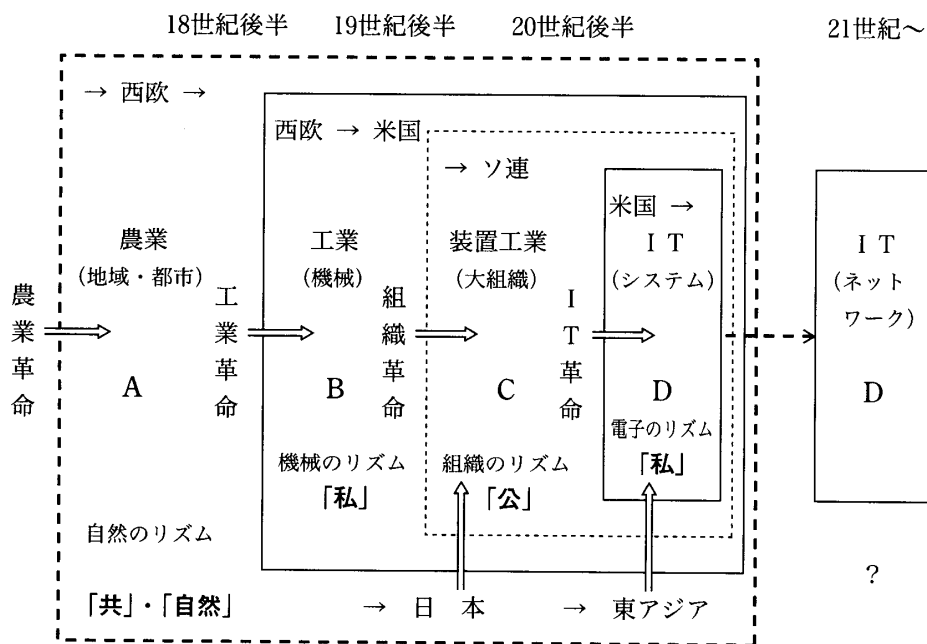 18世紀後半 19世紀後半 20世紀後半 21世紀～
→ 西欧 →
西欧 → 米国
→ ソ連
米国 →
農業
(地域・都市)
工業
(機械)
装置工業
(大組織)
ＩＴ
(システム)
ＩＴ
(ネット
ワーク)
農業革命
工業革命
組織革命
ＩＴ革命
A B C D D
電子のリズム
「私」
機械のリズム
「私」
組織のリズム
「公」
自然のリズム
?
「共」・「自然」 → 日 本 → 東アジア